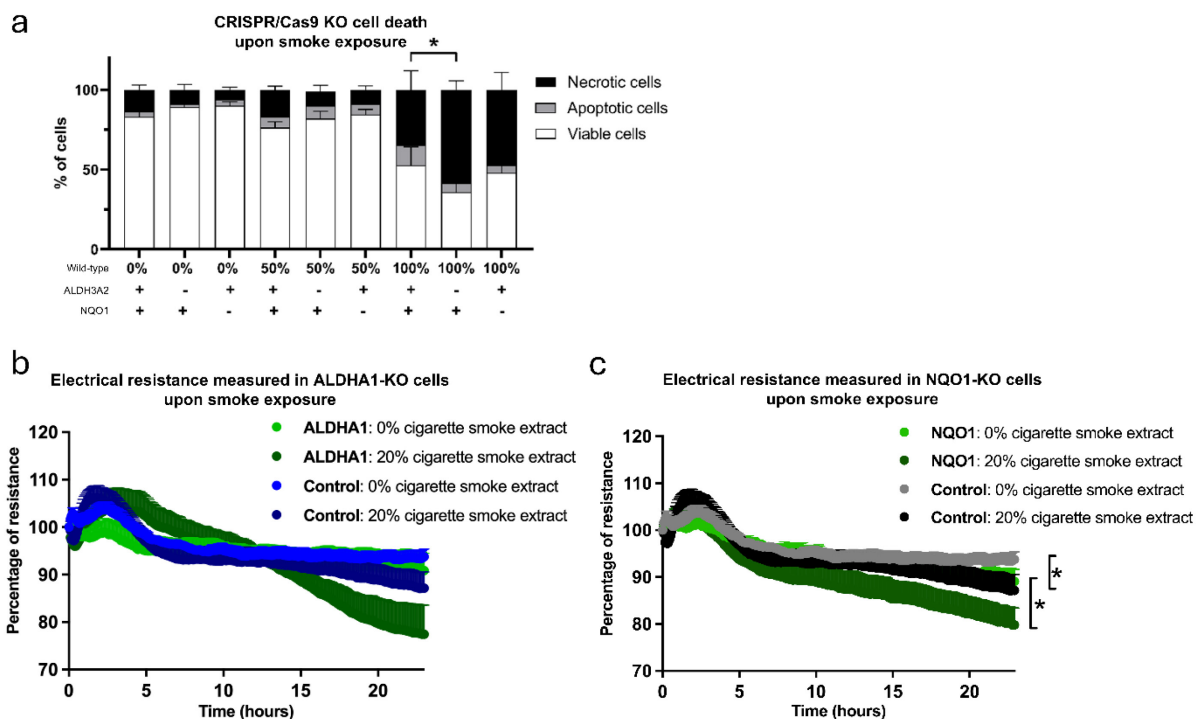 a
CRISPR/Cas9 KO cell death
upon smoke exposure
*
Necrotic cells
Apoptotic cells
Viable cells
% of cells
100
50
0
Wild-type 0% 0% 0% 50% 50% 50% 100% 100% 100%
ALDH3A2 + - + + - + + - +
NQO1 + + - + + - + + -
b
Electrical resistance measured in ALDHA1-KO cells
upon smoke exposure
ALDHA1: 0% cigarette smoke extract
ALDHA1: 20% cigarette smoke extract
Control: 0% cigarette smoke extract
Control: 20% cigarette smoke extract
Percentage of resistance
120
110
100
90
80
70
0 5 10 15 20
Time (hours)
c
Electrical resistance measured in NQO1-KO cells
upon smoke exposure
NQO1: 0% cigarette smoke extract
NQO1: 20% cigarette smoke extract
Control: 0% cigarette smoke extract
Control: 20% cigarette smoke extract
Percentage of resistance
120
110
100
90
80
70
*
*
0 5 10 15 20
Time (hours)